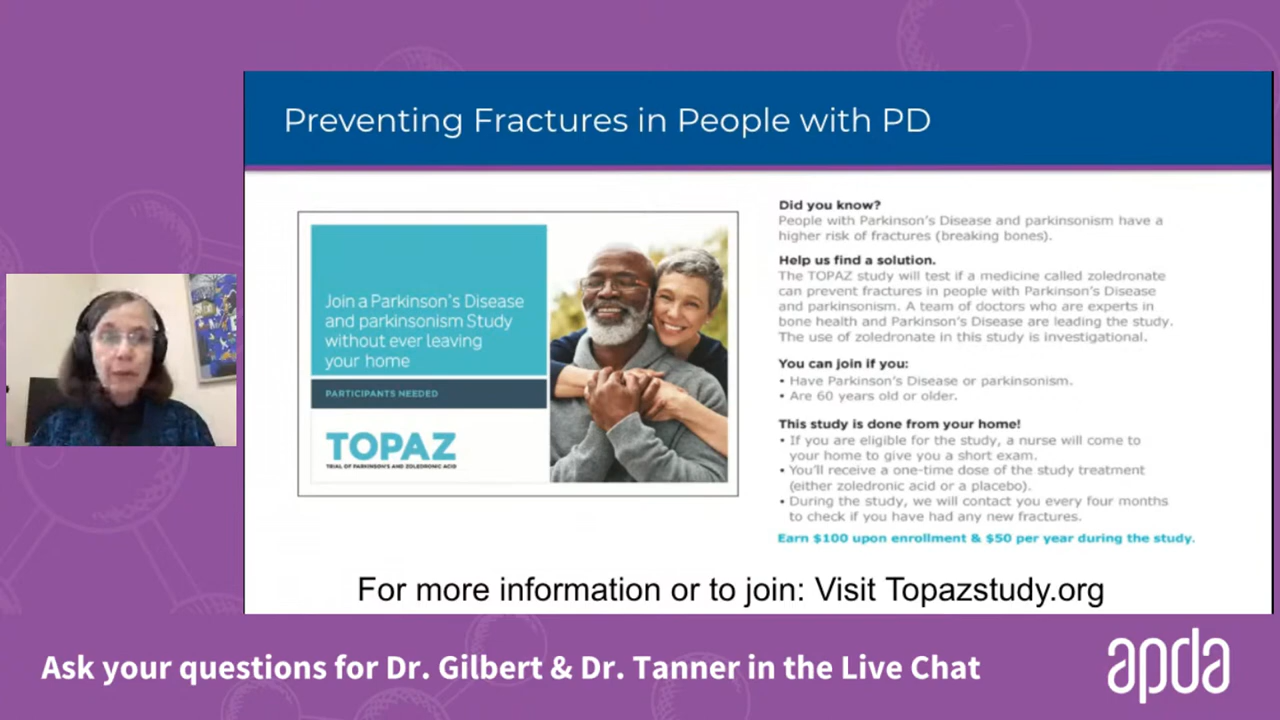 Preventing Fractures in People with PD
Join a Parkinson's Disease
and parkinsonism Study
without ever leaving
your home
PARTICIPANTS NEEDED
TOPAZ
TRIAL OF PARKINSON'S AND ZOLEDRONIC ACID
Did you know?
People with Parkinson's Disease and parkinsonism have a
higher risk of fractures (breaking bones).
Help us find a solution.
The TOPAZ study will test if a medicine called zoledronate
can prevent fractures in people with Parkinson's Disease
and parkinsonism. A team of doctors who are experts in
bone health and Parkinson's Disease are leading the study.
The use of zoledronate in this study is investigational.
You can join if you:
• Have Parkinson's Disease or parkinsonism.
• Are 60 years old or older.
This study is done from your home!
• If you are eligible for the study, a nurse will come to
your home to give you a short exam.
• You'll receive a one-time dose of the study treatment
(either zoledronic acid or a placebo).
• During the study, we will contact you every four months
to check if you have had any new fractures.
Earn $100 upon enrollment & $50 per year during the study.
For more information or to join: Visit Topazstudy.org
Ask your questions for Dr. Gilbert & Dr. Tanner in the Live Chat
apda